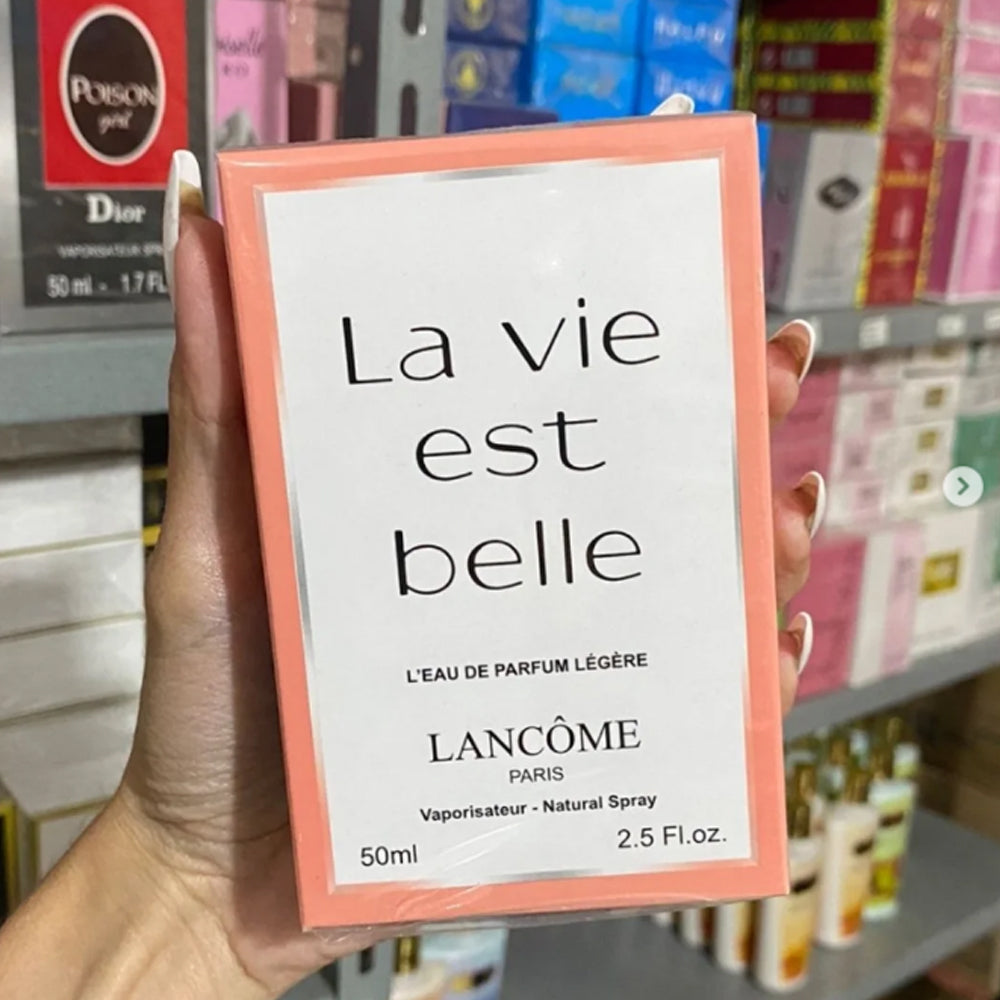 POISON
girl
Dior
50 ml - 1.7 FL
La vie
est
belle
L'EAU DE PARFUM LÉGÈRE
LANCÔME
PARIS
Vaporisateur - Natural Spray
50ml 2.5 Fl.oz.